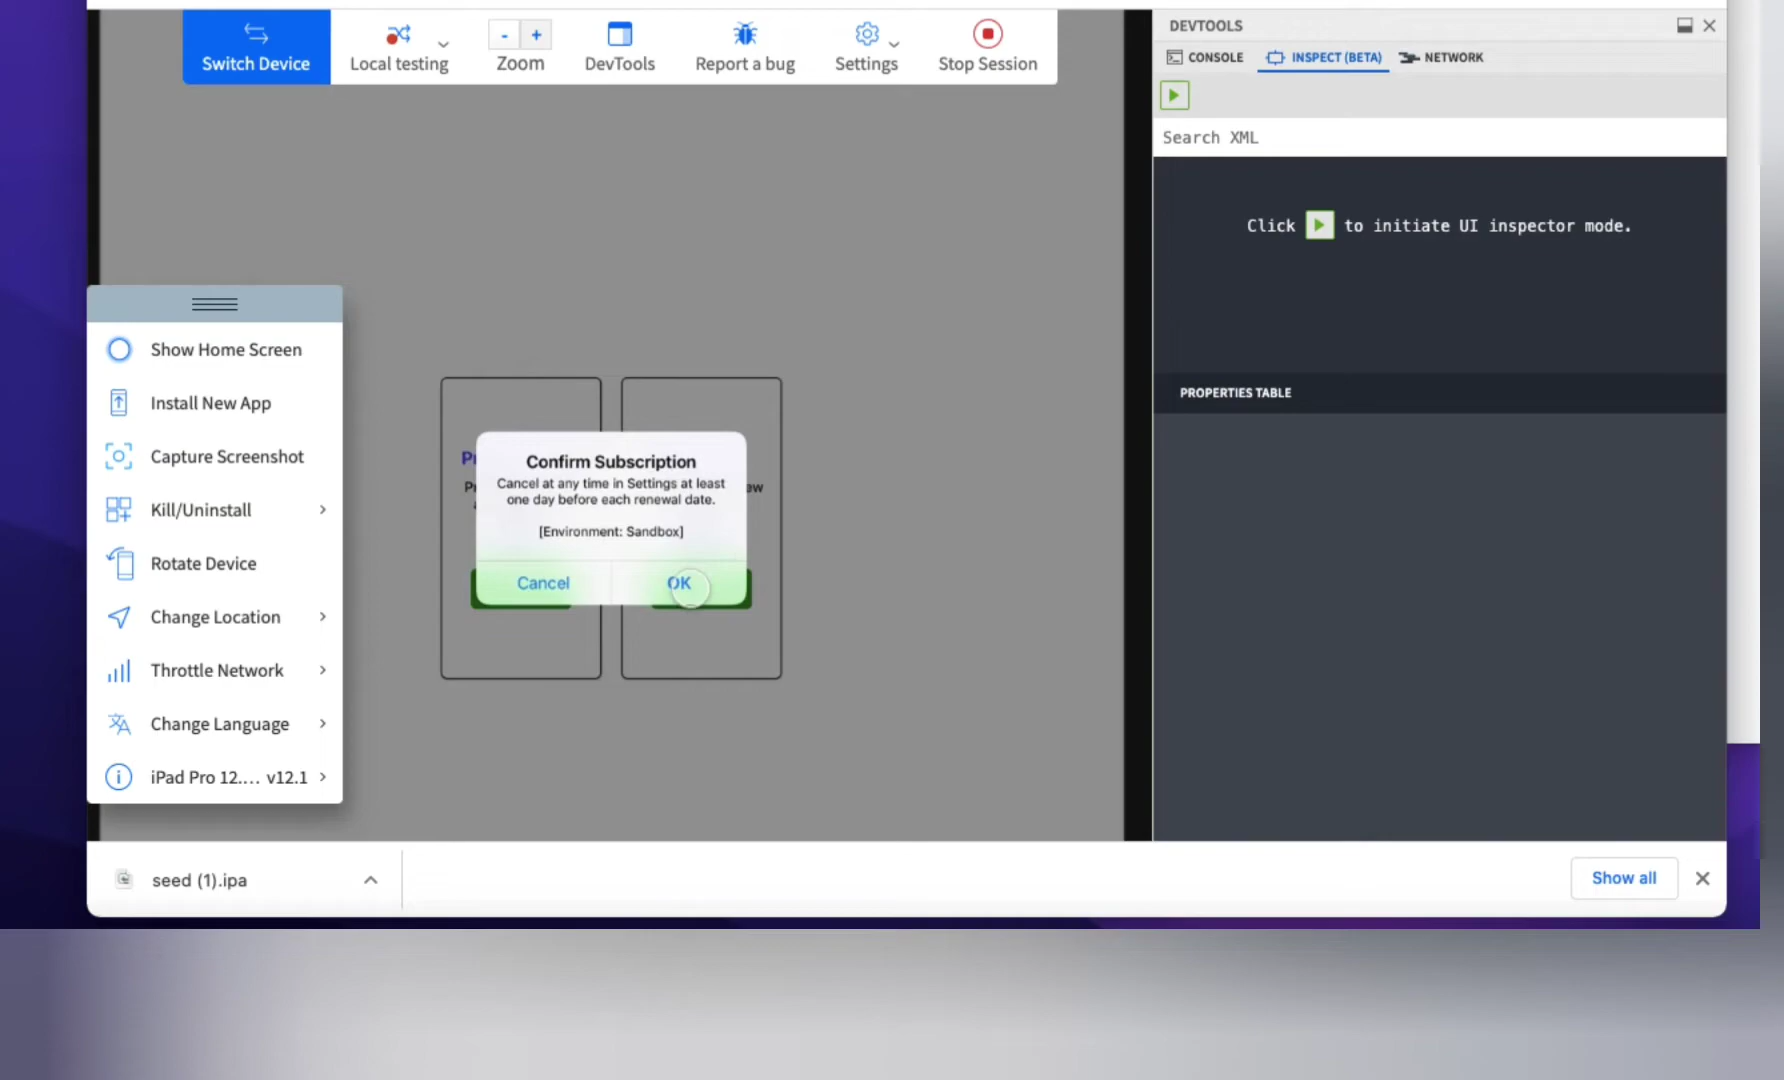 Switch Device
Local testing
- +
Zoom
DevTools
Report a bug
Settings
Stop Session
DEVTOOLS
CONSOLE
INSPECT (BETA)
NETWORK
Search XML
Click to initiate UI inspector mode.
PROPERTIES TABLE
Show Home Screen
Install New App
Capture Screenshot
Kill/Uninstall
Rotate Device
Change Location
Throttle Network
Change Language
iPad Pro 12.... v12.1
Confirm Subscription
Cancel at any time in Settings at least
one day before each renewal date.
[Environment: Sandbox]
Cancel
OK
seed (1).ipa
Show all